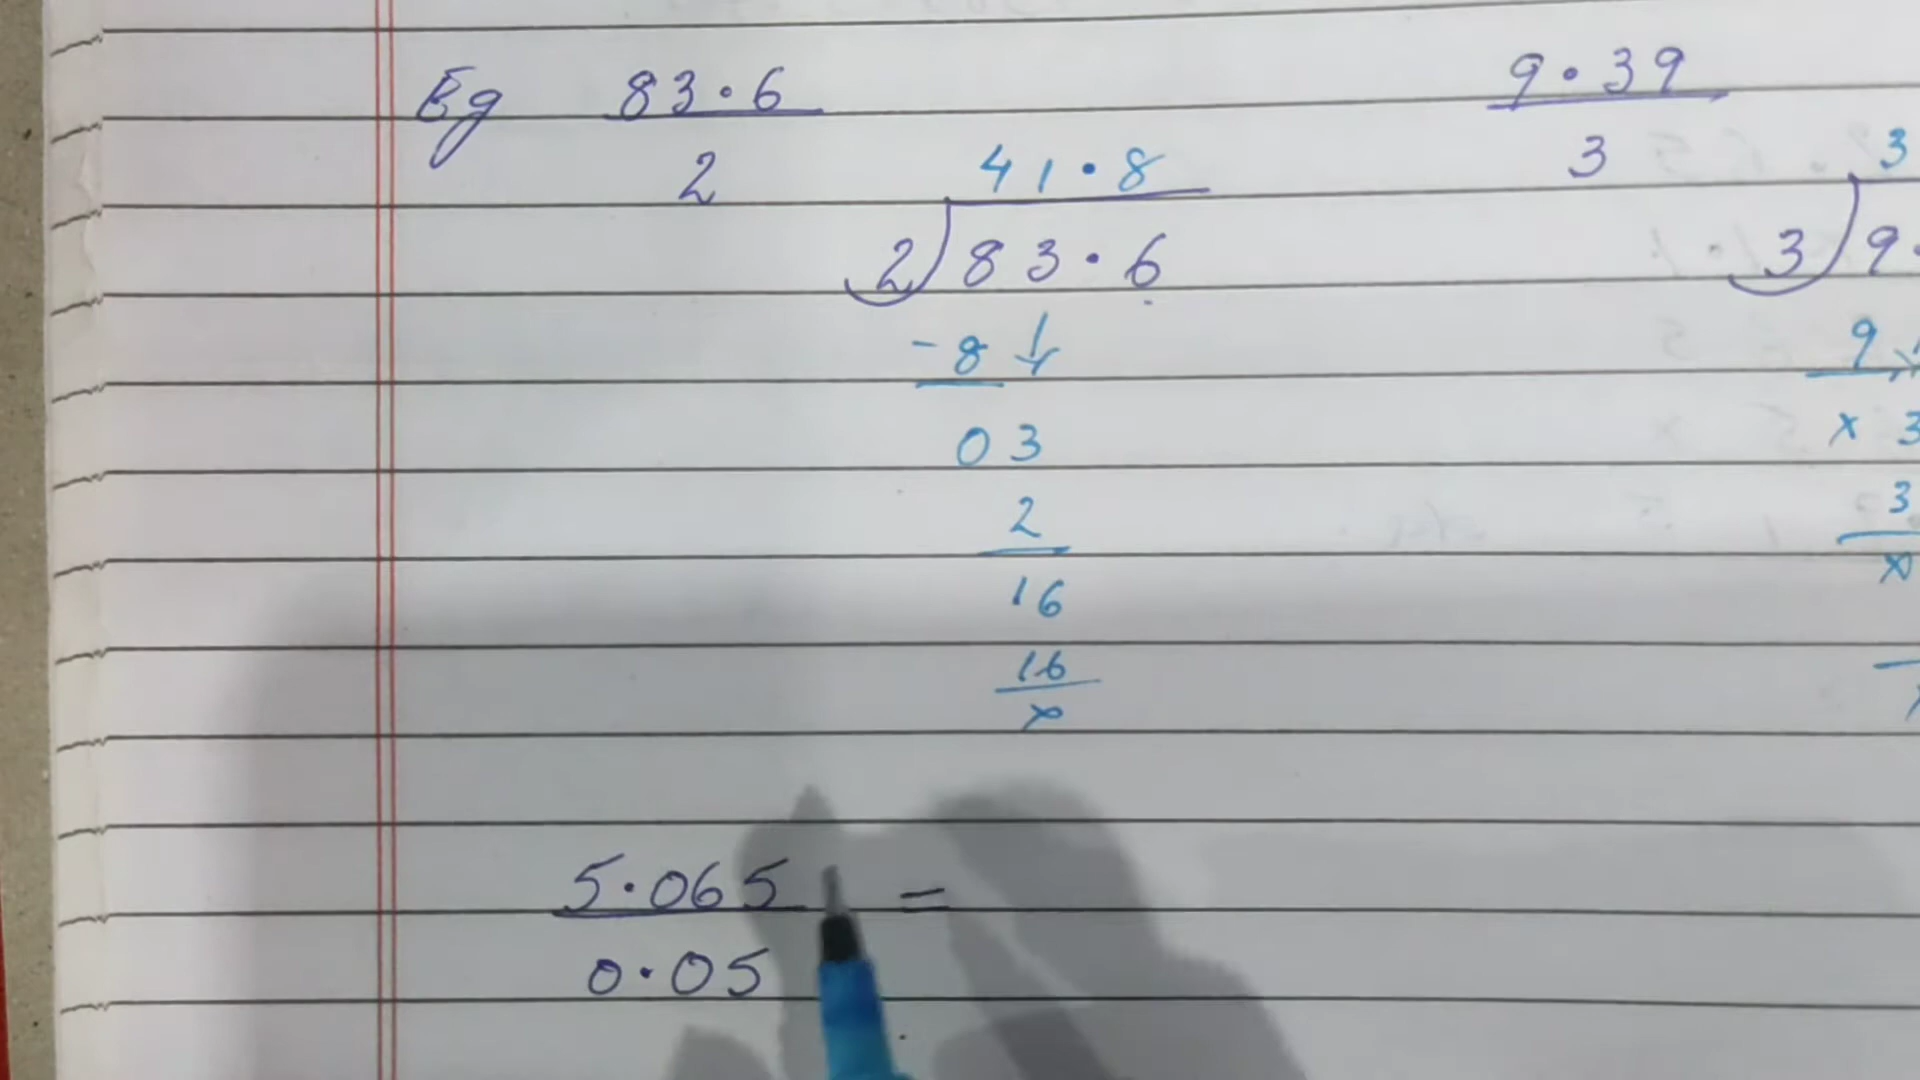 Eg 83.6 9.39
2 41.8 3 3
2)83.6 3)9.
-8 9
03 x 3
2 3
16 x
16
x
5.065 =
0.05